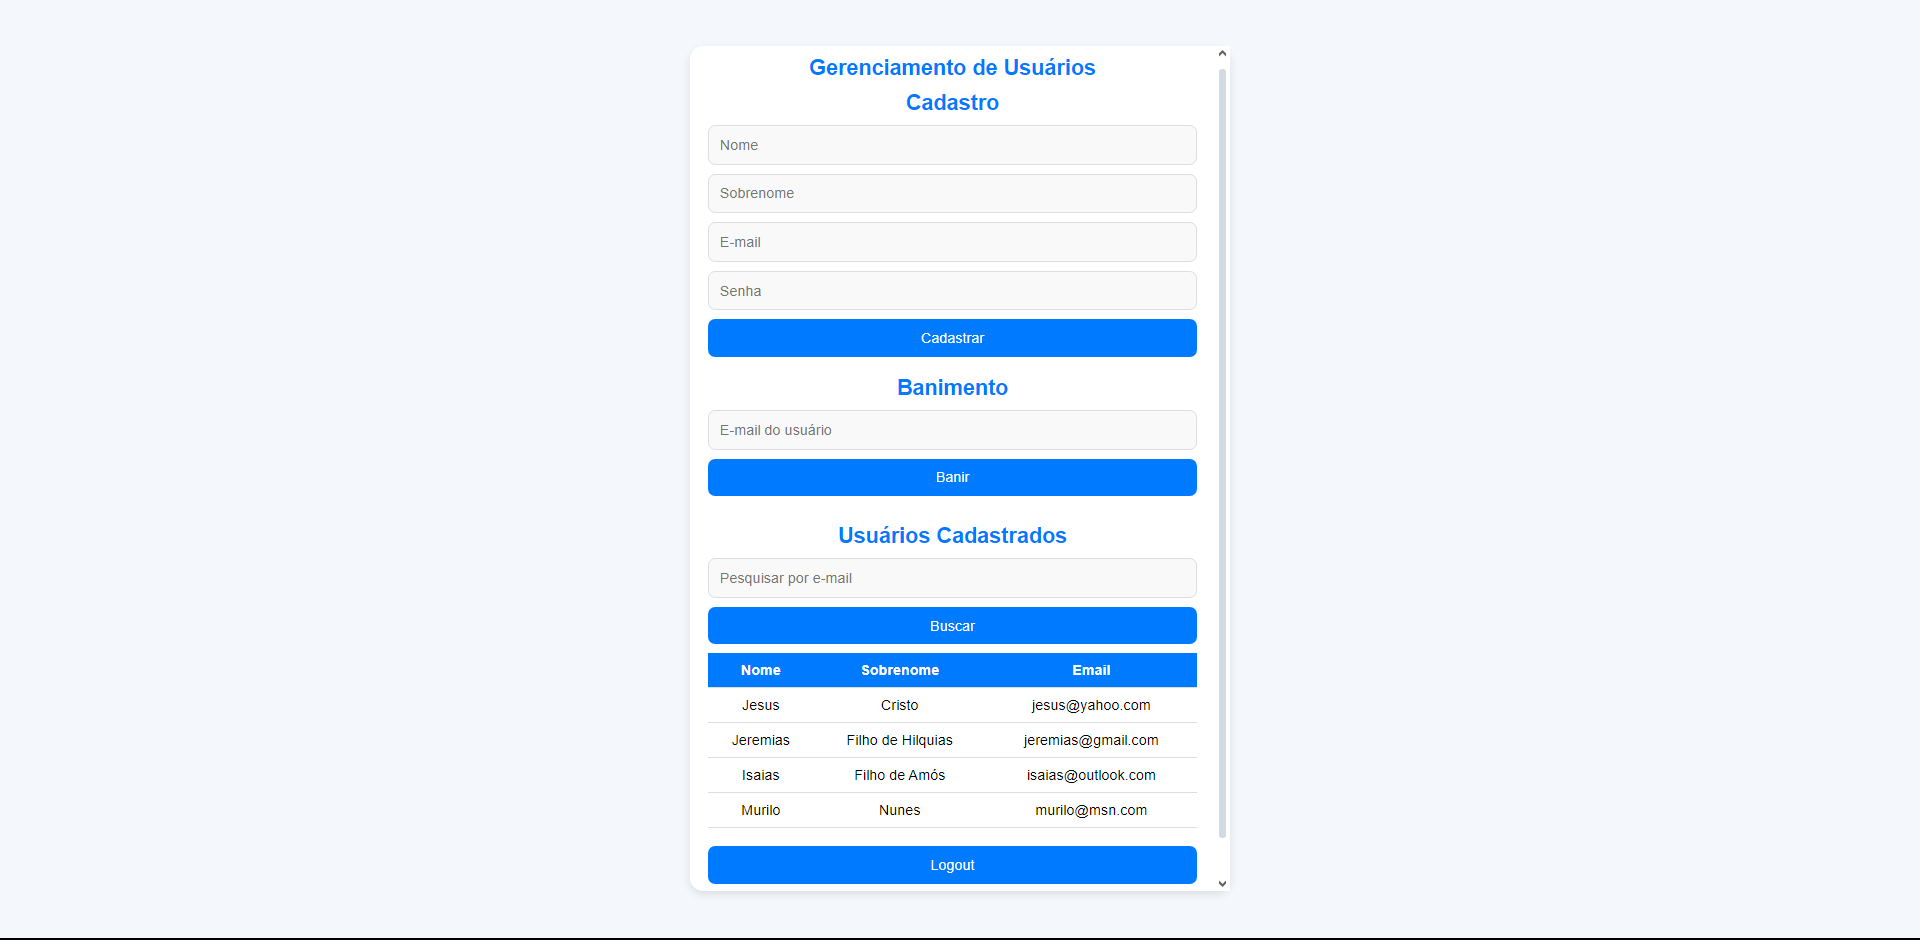 Gerenciamento de Usuários
Cadastro
Nome
Sobrenome
E-mail
Senha
Cadastrar
Banimento
E-mail do usuário
Banir
Usuários Cadastrados
Pesquisar por e-mail
Buscar
Nome Sobrenome Email
Jesus Cristo jesus@yahoo.com
Jeremias Filho de Hilquias jeremias@gmail.com
Isaias Filho de Amós isaias@outlook.com
Murilo Nunes murilo@msn.com
Logout